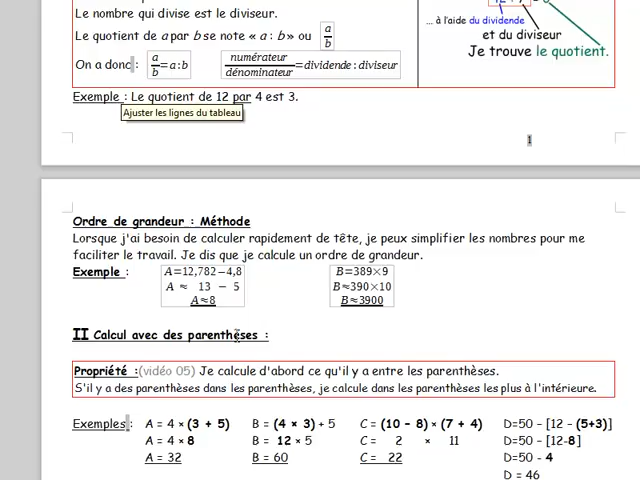 Le nombre qui divise est le diviseur.
Le quotient de a par b se note « a : b » ou a/b
On a donc : a/b = a : b numérateur/dénominateur = dividende : diviseur
... à l'aide du dividende
et du diviseur
Je trouve le quotient.
Exemple : Le quotient de 12 par 4 est 3.
Ajuster les lignes du tableau
1
Ordre de grandeur : Méthode
Lorsque j'ai besoin de calculer rapidement de tête, je peux simplifier les nombres pour me
faciliter le travail. Je dis que je calcule un ordre de grandeur.
Exemple : A=12,782−4,8 B=389×9
A ≈ 13 − 5 B≈390×10
A≈8 B≈3900
II Calcul avec des parenthèses :
Propriété :(vidéo 05) Je calcule d'abord ce qu'il y a entre les parenthèses.
S'il y a des parenthèses dans les parenthèses, je calcule dans les parenthèses les plus à l'intérieure.
Exemples : A = 4 × (3 + 5) B = (4 × 3) + 5 C = (10 − 8) × (7 + 4) D=50 − [12 − (5+3)]
A = 4 × 8 B = 12 × 5 C = 2 × 11 D=50 − [12-8]
A = 32 B = 60 C = 22 D=50 - 4
D = 46